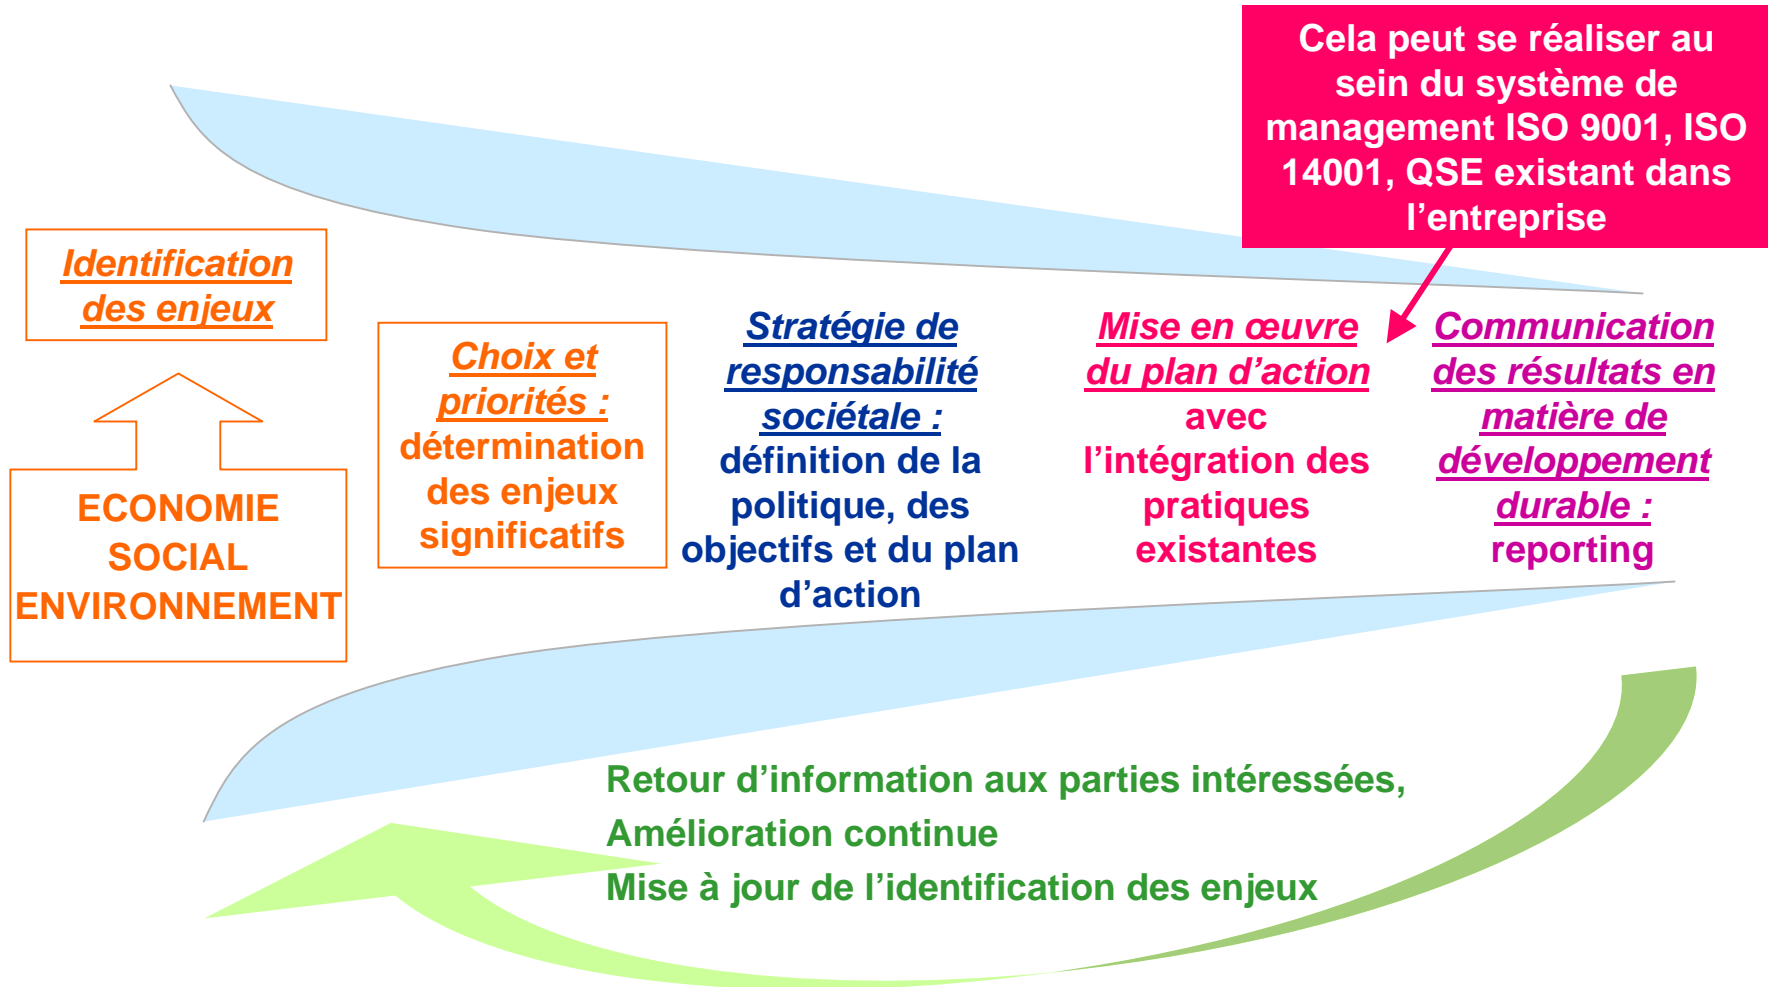 Cela peut se réaliser au
sein du système de
management ISO 9001, ISO
14001, QSE existant dans
l’entreprise
Identification
des enjeux
ECONOMIE
SOCIAL
ENVIRONNEMENT
Choix et
priorités :
détermination
des enjeux
significatifs
Stratégie de
responsabilité
sociétale :
définition de la
politique, des
objectifs et du plan
d’action
Mise en œuvre
du plan d’action
avec
l’intégration des
pratiques
existantes
Communication
des résultats en
matière de
développement
durable :
reporting
Retour d’information aux parties intéressées,
Amélioration continue
Mise à jour de l’identification des enjeux